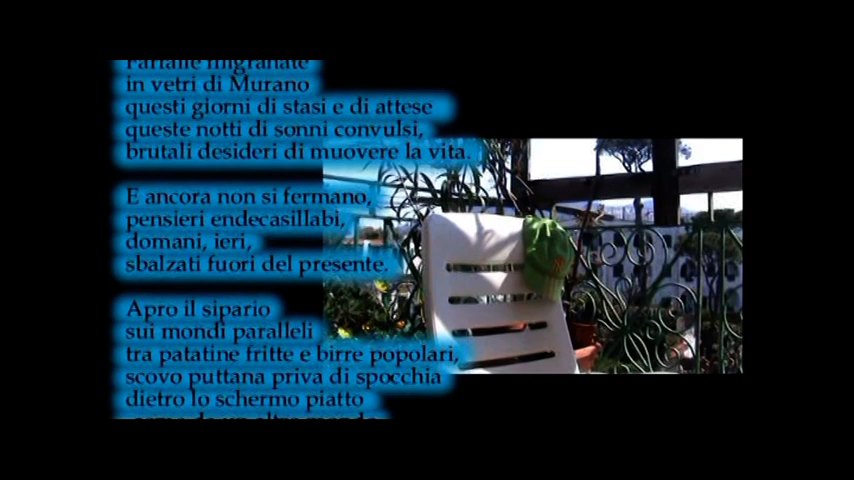 Farfalle filigranate
in vetri di Murano
questi giorni di stasi e di attese
queste notti di sonni convulsi,
brutali desideri di muovere la vita.
E ancora non si fermano,
pensieri endecasillabi,
domani, ieri,
sbalzati fuori del presente.
Apro il sipario
sui mondi paralleli
tra patatine fritte e birre popolari,
scovo puttana priva di spocchia
dietro lo schermo piatto